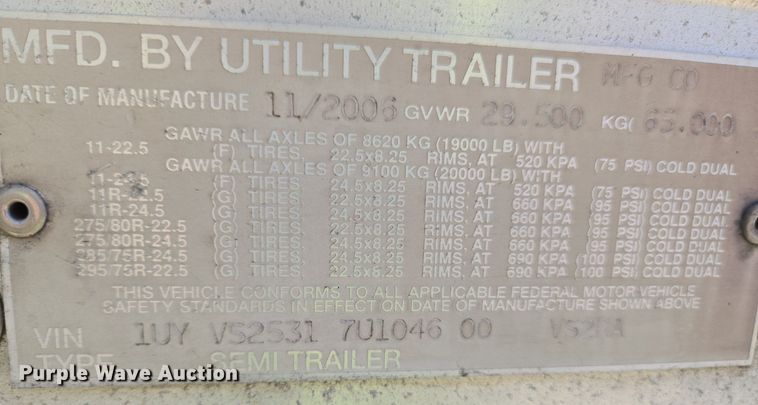 MFD. BY UTILITY TRAILER MFG CO
DATE OF MANUFACTURE 11/2006 GVWR 29.500 KG( 65.000
GAWR ALL AXLES OF 8620 KG (19000 LB) WITH
11-22.5 (F) TIRES, 22.5x8.25 RIMS, AT 520 KPA (75 PSI) COLD DUAL
GAWR ALL AXLES OF 9100 KG (20000 LB) WITH
11-24.5 (F) TIRES, 24.5x8.25 RIMS, AT 520 KPA (75 PSI) COLD DUAL
11R-22.5 (G) TIRES, 22.5x8.25 RIMS, AT 660 KPA (95 PSI) COLD DUAL
11R-24.5 (G) TIRES, 24.5x8.25 RIMS, AT 660 KPA (95 PSI) COLD DUAL
275/80R-22.5 (G) TIRES, 22.5x8.25 RIMS, AT 660 KPA (95 PSI) COLD DUAL
275/80R-24.5 (G) TIRES, 24.5x8.25 RIMS, AT 660 KPA (95 PSI) COLD DUAL
285/75R-24.5 (G) TIRES, 24.5x8.25 RIMS, AT 690 KPA (100 PSI) COLD DUAL
295/75R-22.5 (G) TIRES, 22.5x8.25 RIMS, AT 690 KPA (100 PSI) COLD DUAL
THIS VEHICLE CONFORMS TO ALL APPLICABLE FEDERAL MOTOR VEHICLE
SAFETY STANDARDS IN EFFECT ON DATE OF MANUFACTURE SHOWN ABOVE
VIN 1UY VS2531 7U1046 00 VS2RA
TYPE SEMI TRAILER
Purple Wave Auction